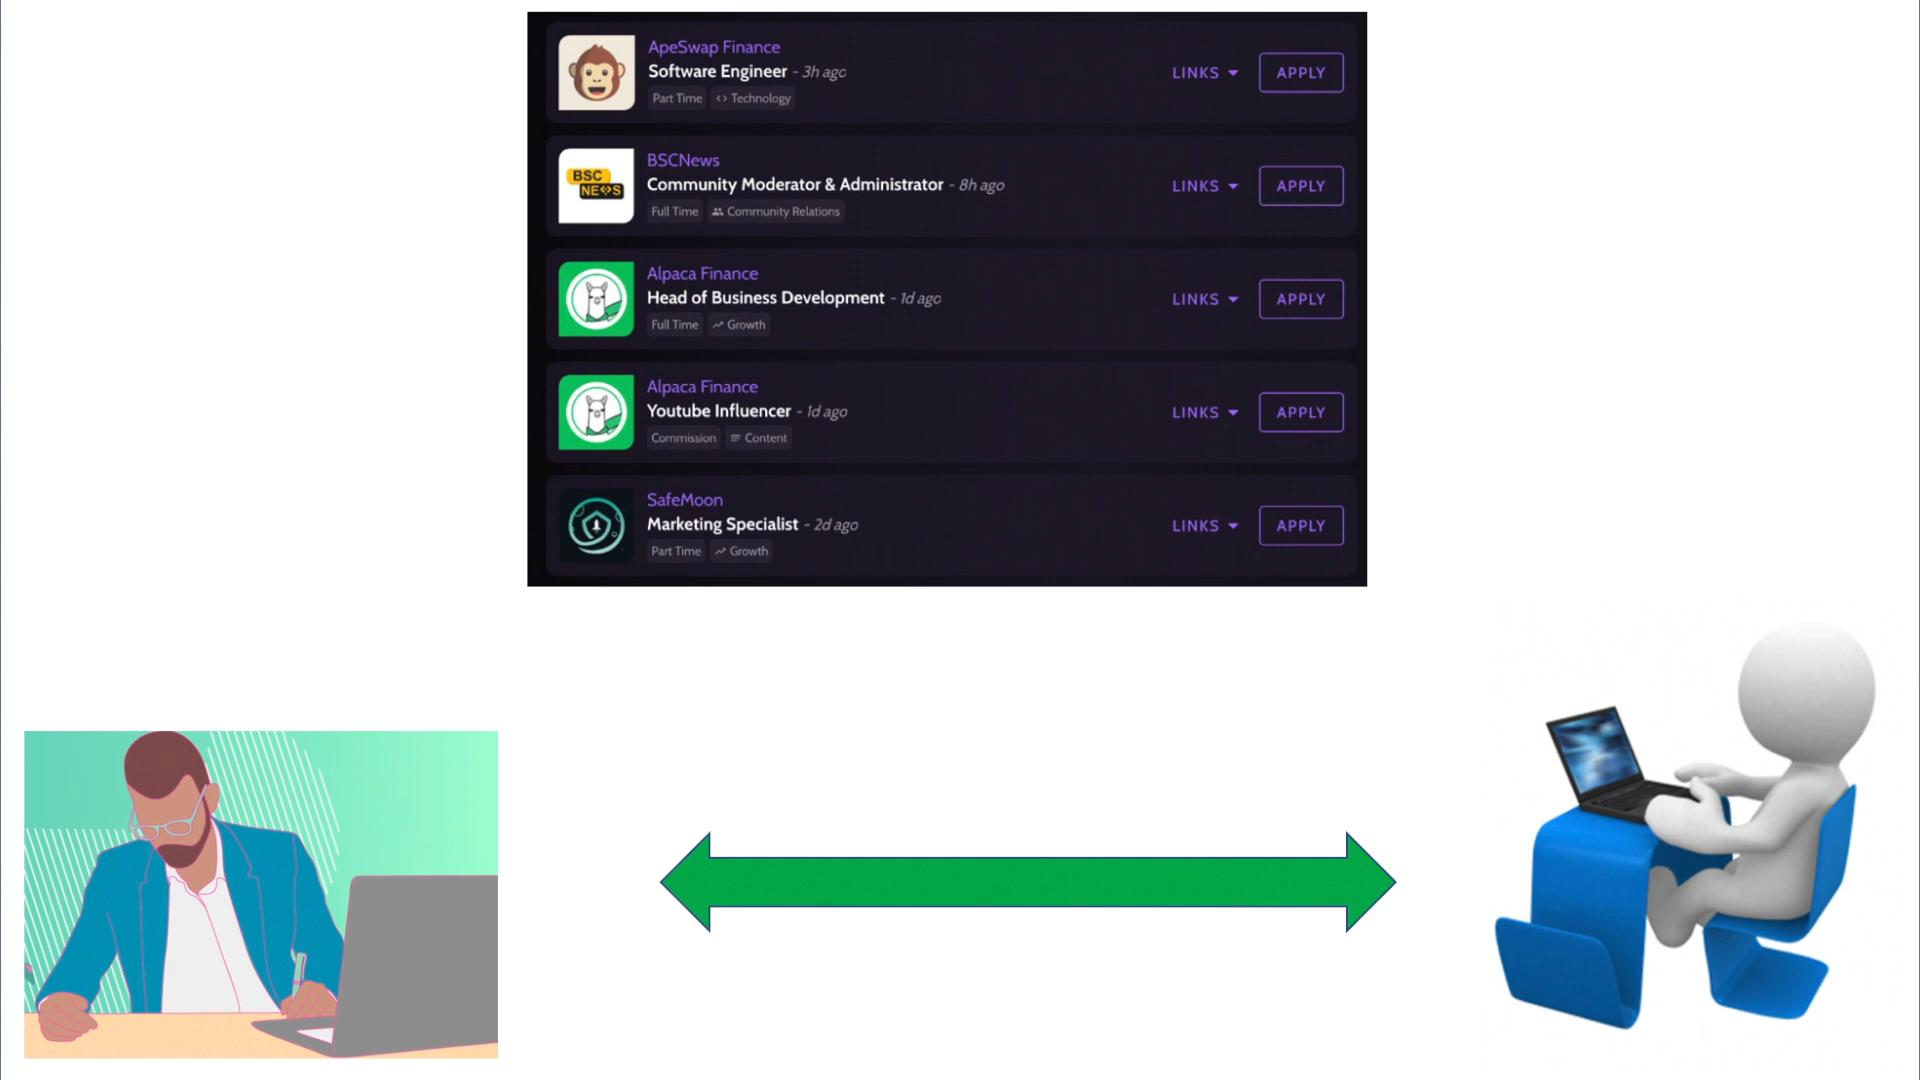 ApeSwap Finance
Software Engineer - 3h ago
Part Time <> Technology
LINKS APPLY
BSC
NEWS
BSCNews
Community Moderator & Administrator - 8h ago
Full Time Community Relations
LINKS APPLY
Alpaca Finance
Head of Business Development - 1d ago
Full Time Growth
LINKS APPLY
Alpaca Finance
Youtube Influencer - 1d ago
Commission Content
LINKS APPLY
SafeMoon
Marketing Specialist - 2d ago
Part Time Growth
LINKS APPLY